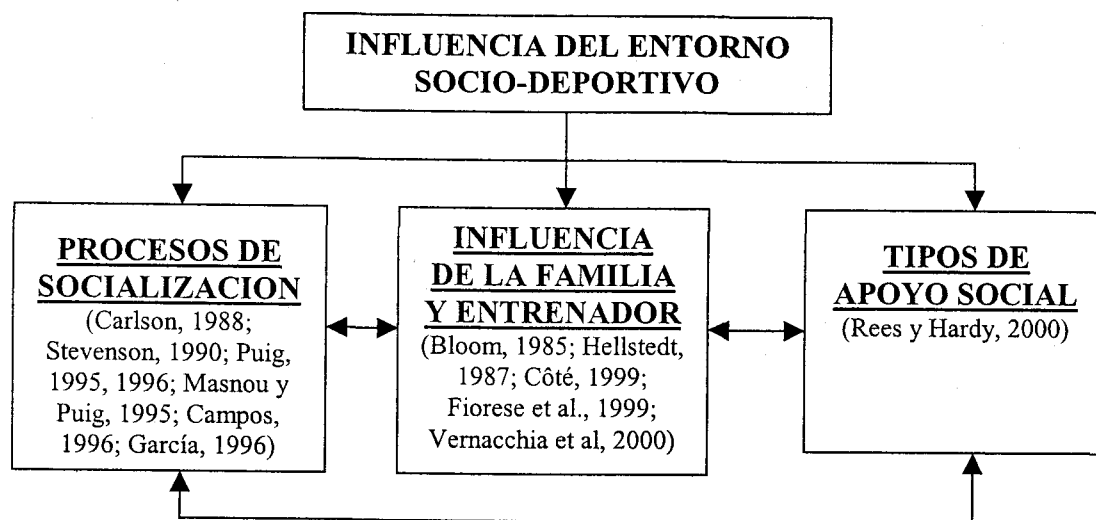 INFLUENCIA DEL ENTORNO
SOCIO-DEPORTIVO
PROCESOS DE
SOCIALIZACION
(Carlson, 1988;
Stevenson, 1990; Puig,
1995, 1996; Masnou y
Puig, 1995; Campos,
1996; García, 1996)
INFLUENCIA
DE LA FAMILIA
Y ENTRENADOR
(Bloom, 1985; Hellstedt,
1987; Côté, 1999;
Fiorese et al., 1999;
Vernacchia et al, 2000)
TIPOS DE
APOYO SOCIAL
(Rees y Hardy, 2000)